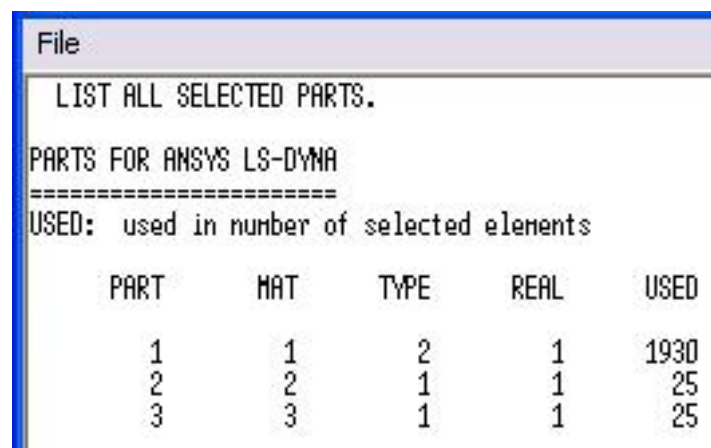 File
LIST ALL SELECTED PARTS.
PARTS FOR ANSYS LS-DYNA
=======================
USED: used in number of selected elements
PART MAT TYPE REAL USED
1 1 2 1 1930
2 2 1 1 25
3 3 1 1 25